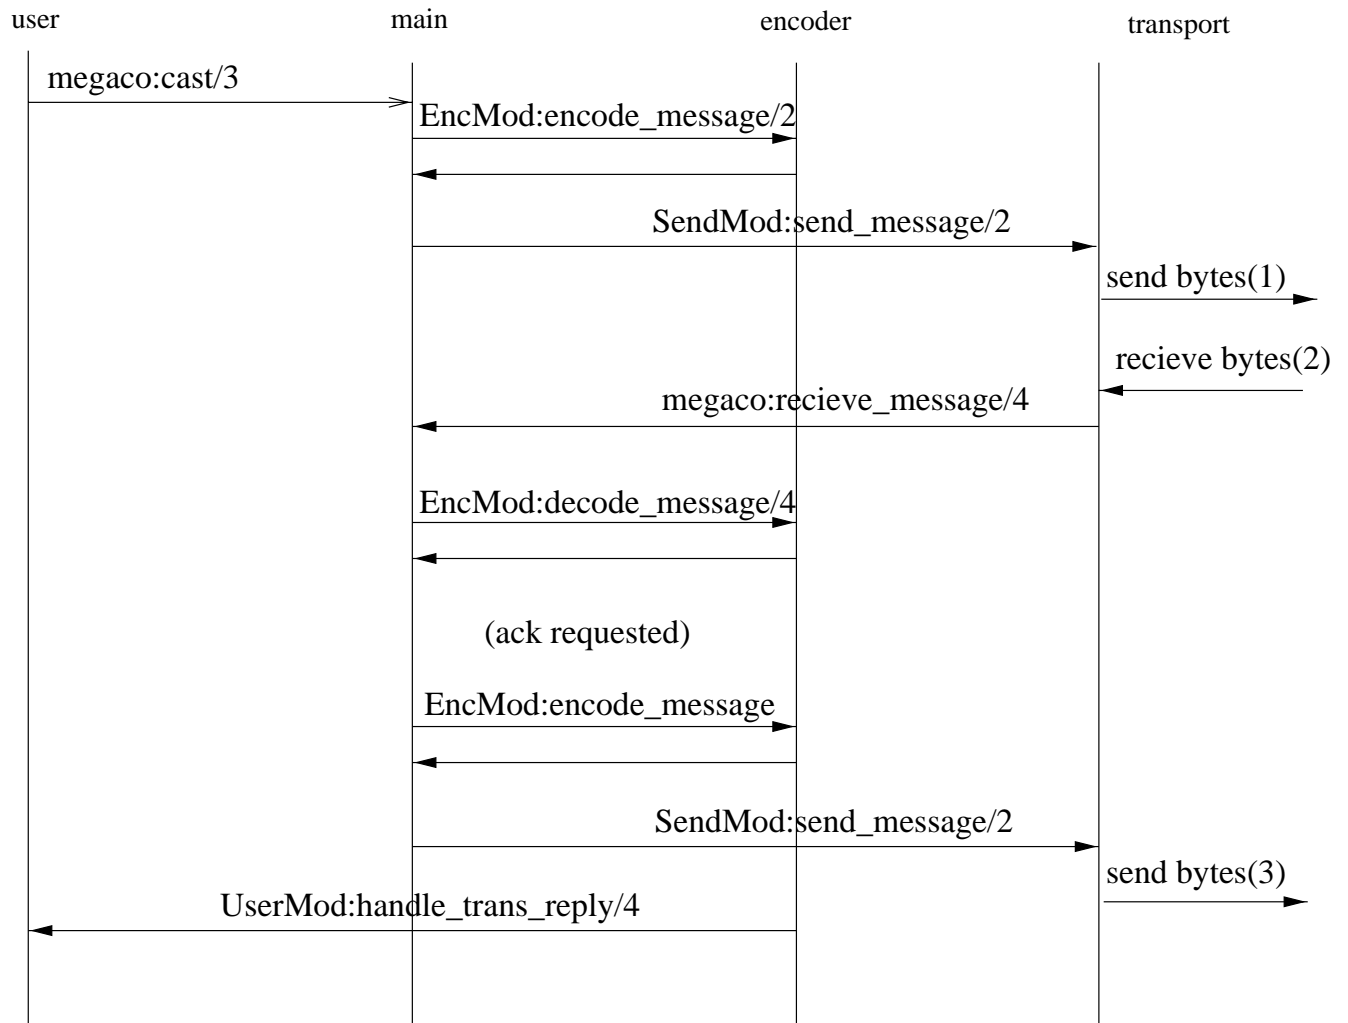 user
main
encoder
transport
megaco:cast/3
EncMod:encode_message/2
SendMod:send_message/2
send bytes(1)
recieve bytes(2)
megaco:recieve_message/4
EncMod:decode_message/4
(ack requested)
EncMod:encode_message
SendMod:send_message/2
send bytes(3)
UserMod:handle_trans_reply/4